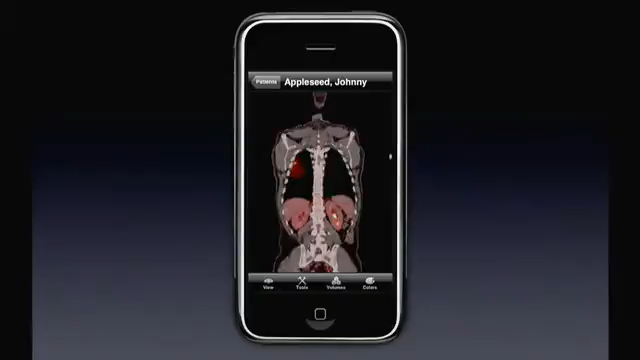 Patients
Appleseed, Johnny
View
Tools
Volumes
Colors